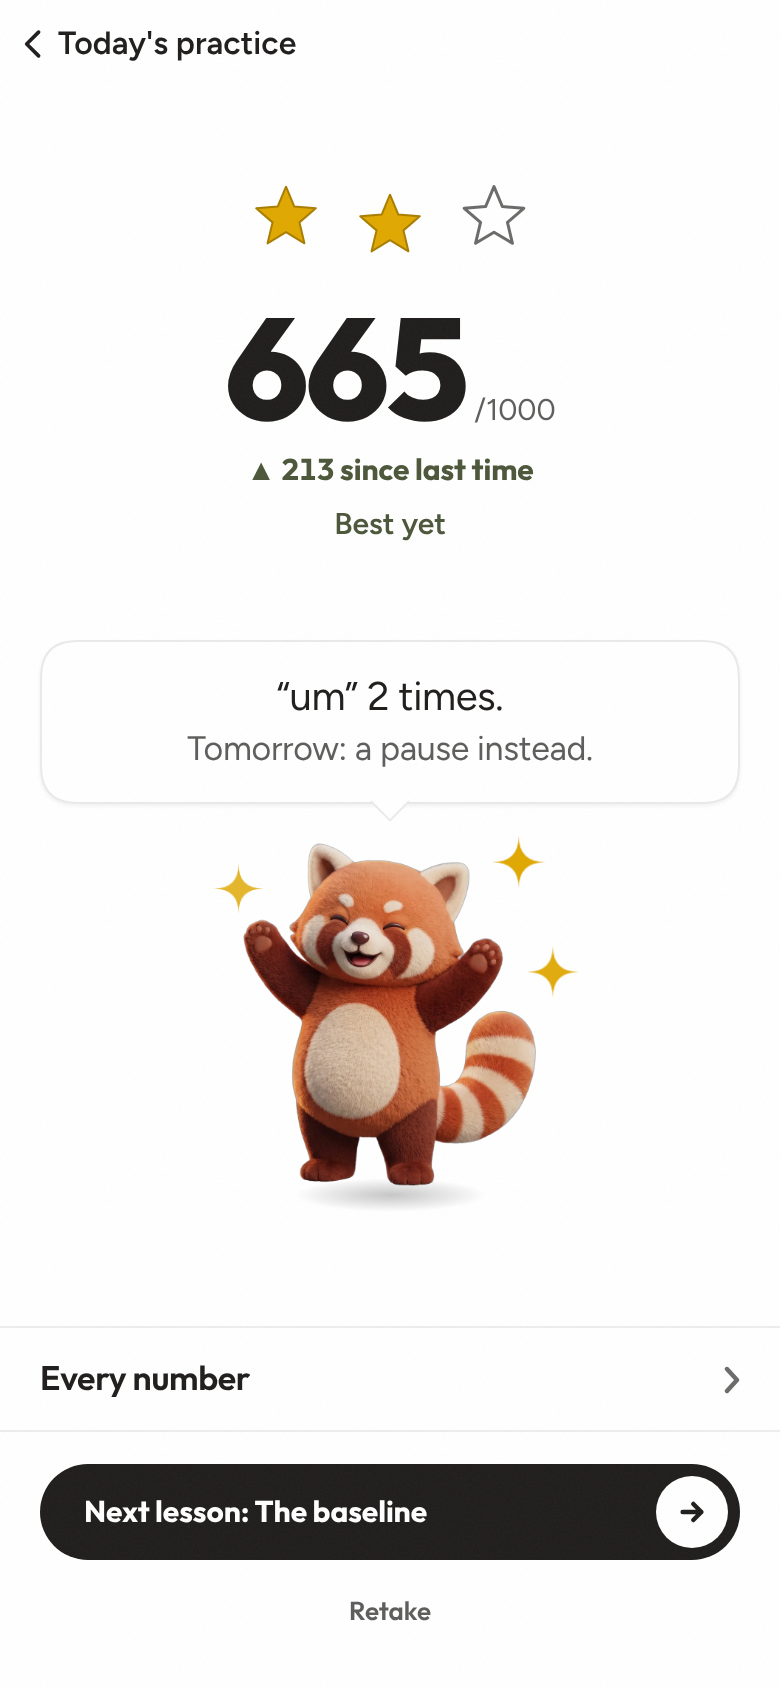 Today's practice
665/1000
▲ 213 since last time
Best yet
“um” 2 times.
Tomorrow: a pause instead.
Every number
Next lesson: The baseline
Retake